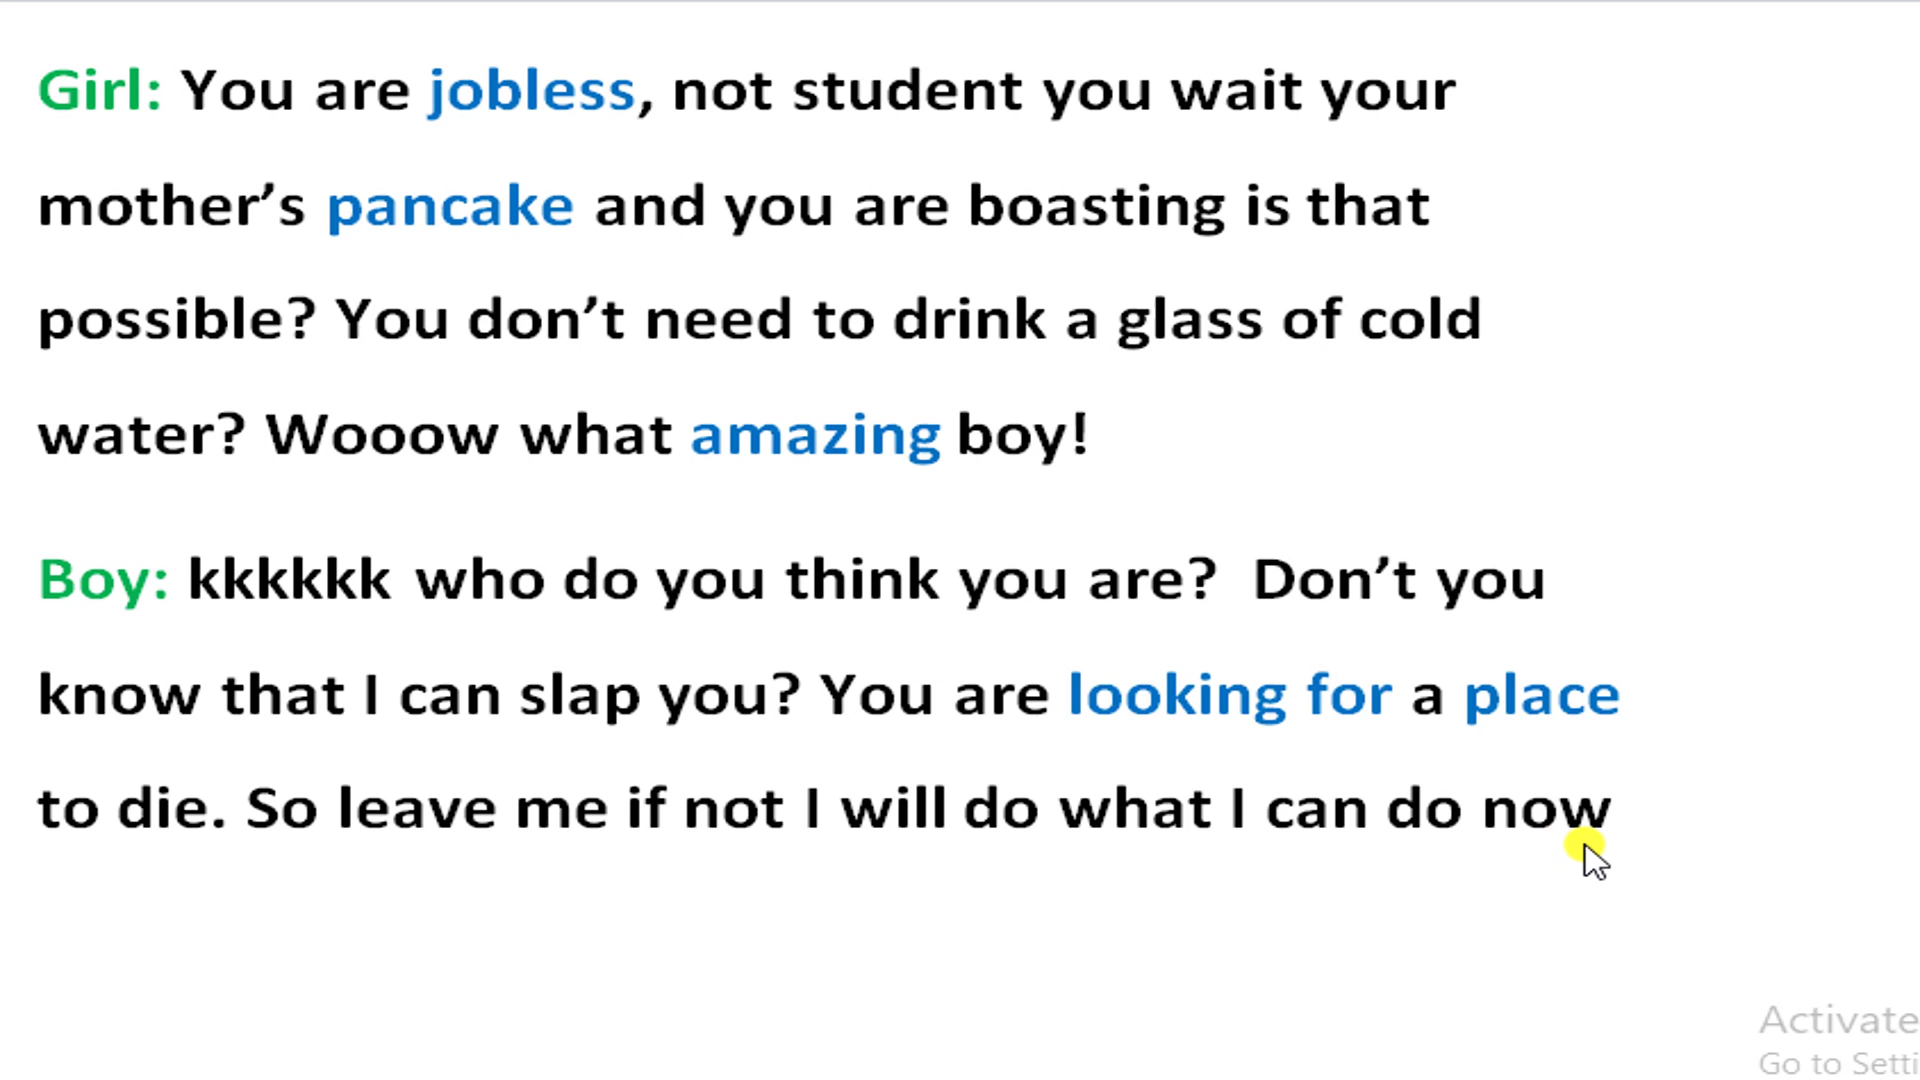 Girl: You are jobless, not student you wait your
mother’s pancake and you are boasting is that
possible? You don’t need to drink a glass of cold
water? Wooow what amazing boy!
Boy: kkkkkk who do you think you are?  Don’t you
know that I can slap you? You are looking for a place
to die. So leave me if not I will do what I can do now
Activate
Go to Setti